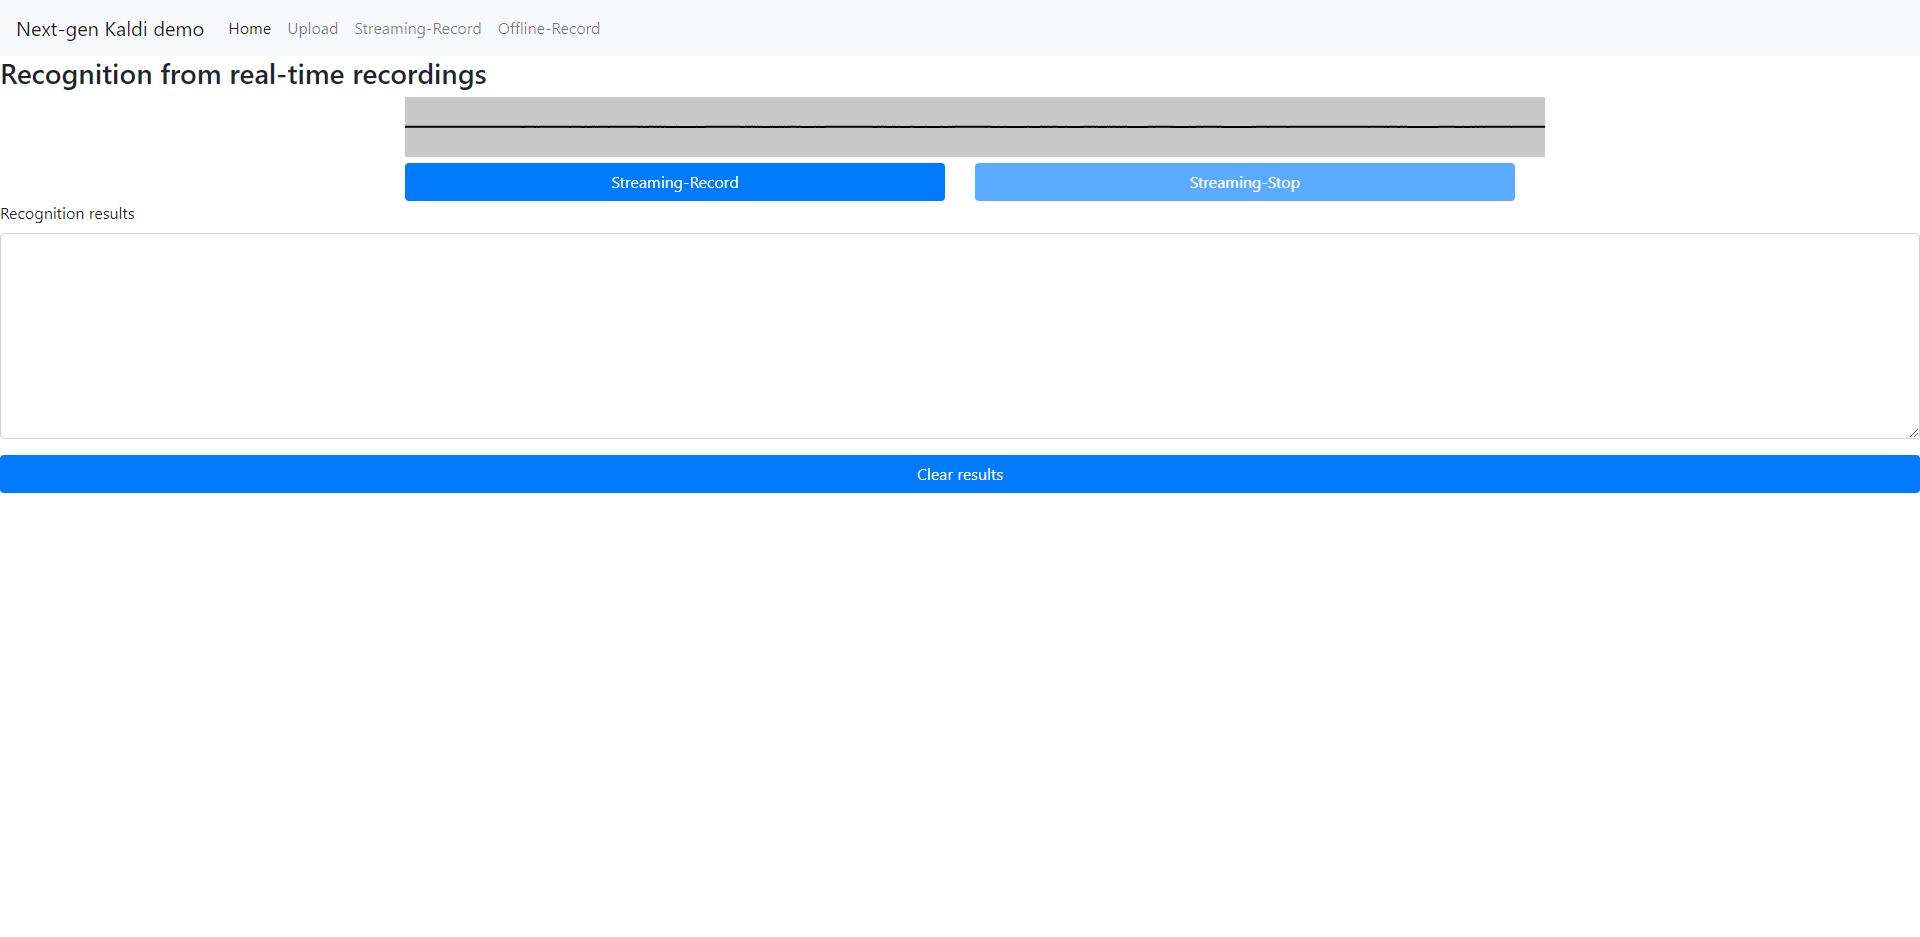 Next-gen Kaldi demo Home Upload Streaming-Record Offline-Record
Recognition from real-time recordings
Streaming-Record Streaming-Stop
Recognition results
Clear results